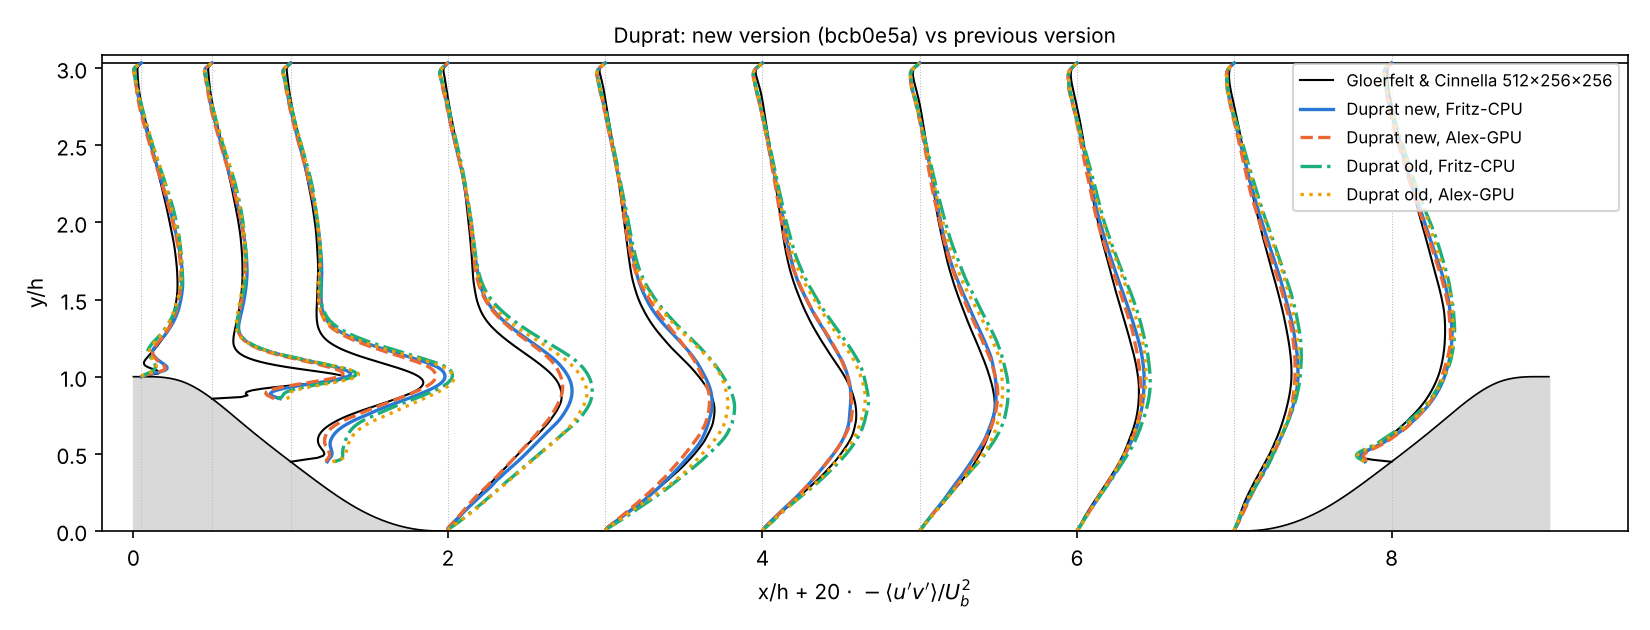 Duprat: new version (bcb0e5a) vs previous version
3.0
2.5
2.0
1.5
1.0
0.5
0.0
y/h
Gloerfelt & Cinnella 512×256×256
Duprat new, Fritz-CPU
Duprat new, Alex-GPU
Duprat old, Fritz-CPU
Duprat old, Alex-GPU
0 2 4 6 8
x/h + 20 · − ⟨u′v′⟩/U_b^2